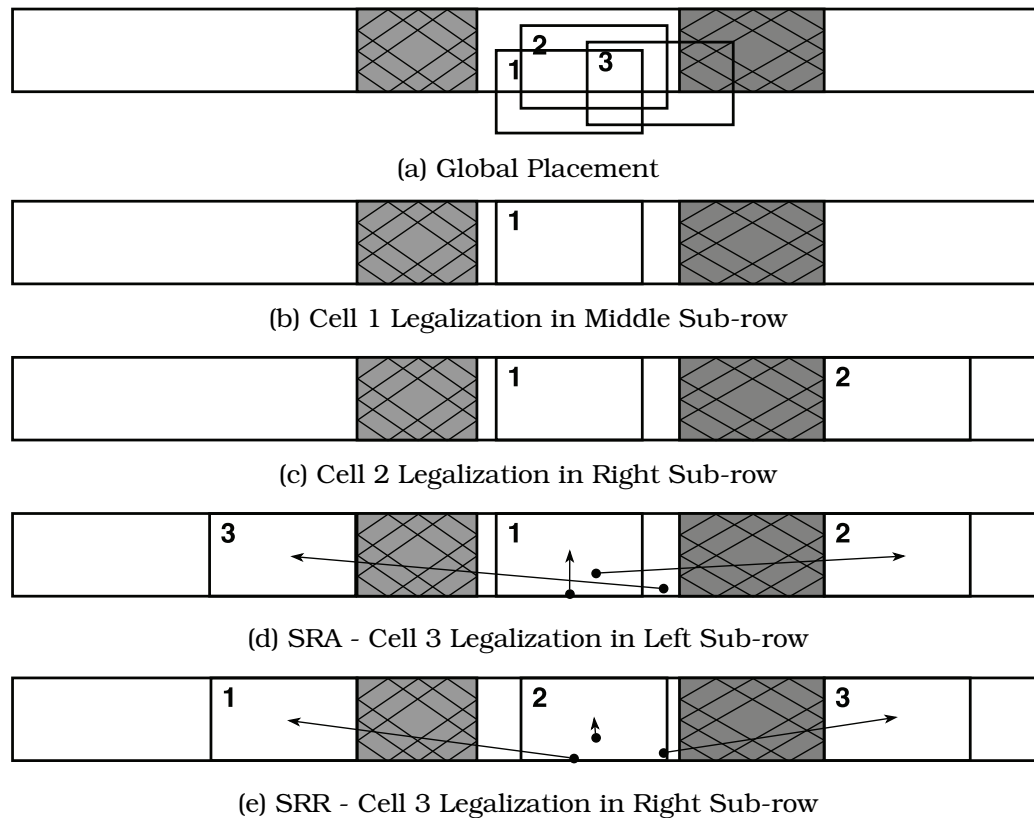 2
3
1
(a) Global Placement
1
(b) Cell 1 Legalization in Middle Sub-row
1 2
(c) Cell 2 Legalization in Right Sub-row
3 1 2
(d) SRA - Cell 3 Legalization in Left Sub-row
1 2 3
(e) SRR - Cell 3 Legalization in Right Sub-row